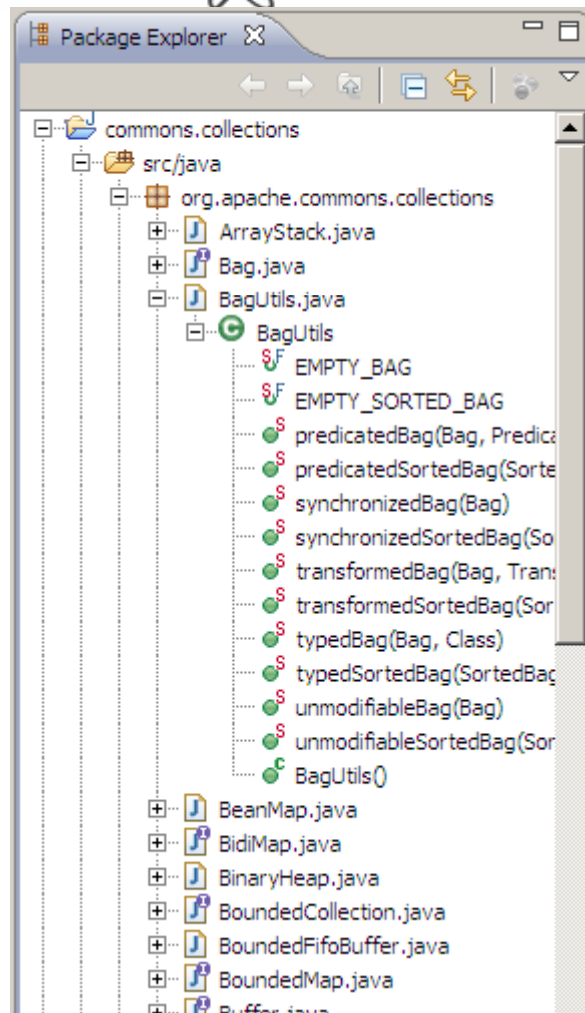 Package Explorer
commons.collections
src/java
org.apache.commons.collections
ArrayStack.java
Bag.java
BagUtils.java
BagUtils
EMPTY_BAG
EMPTY_SORTED_BAG
predicatedBag(Bag, Predica
predicatedSortedBag(Sorte
synchronizedBag(Bag)
synchronizedSortedBag(So
transformedBag(Bag, Trans
transformedSortedBag(Sor
typedBag(Bag, Class)
typedSortedBag(SortedBag
unmodifiableBag(Bag)
unmodifiableSortedBag(Sor
BagUtils()
BeanMap.java
BidiMap.java
BinaryHeap.java
BoundedCollection.java
BoundedFifoBuffer.java
BoundedMap.java
Buffer.java